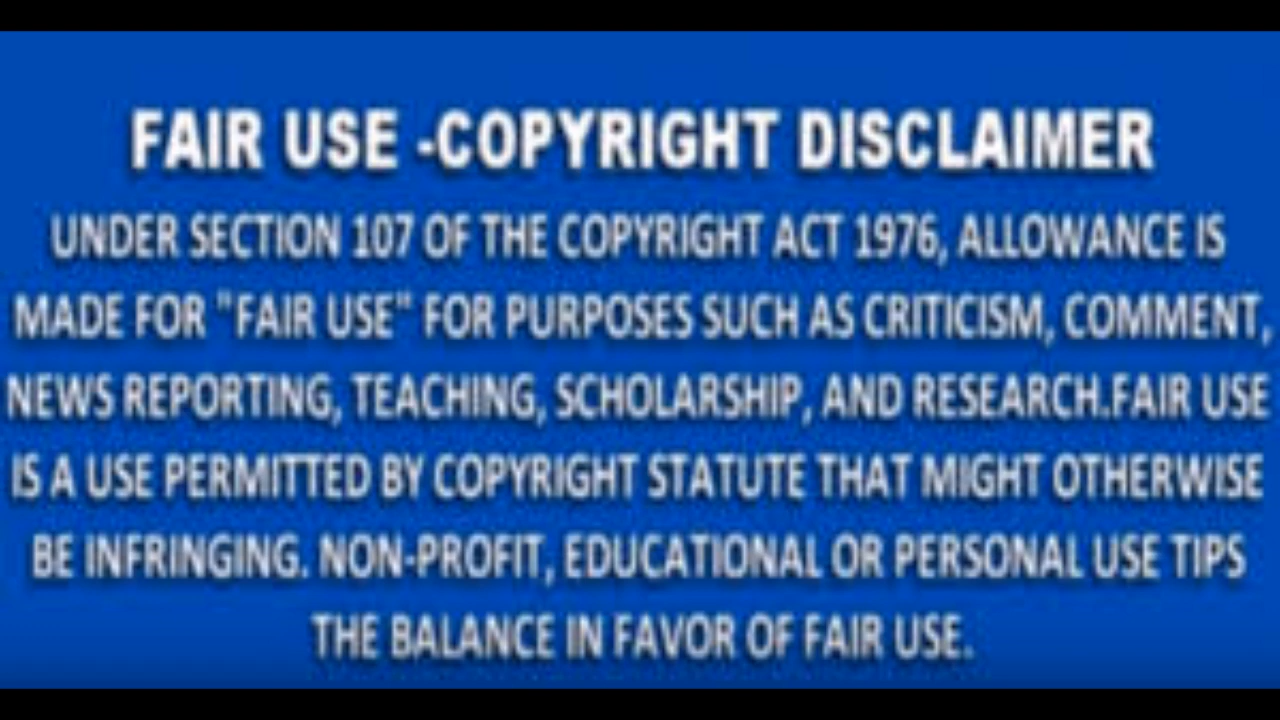 FAIR USE -COPYRIGHT DISCLAIMER
UNDER SECTION 107 OF THE COPYRIGHT ACT 1976, ALLOWANCE IS
MADE FOR "FAIR USE" FOR PURPOSES SUCH AS CRITICISM, COMMENT,
NEWS REPORTING, TEACHING, SCHOLARSHIP, AND RESEARCH.FAIR USE
IS A USE PERMITTED BY COPYRIGHT STATUTE THAT MIGHT OTHERWISE
BE INFRINGING. NON-PROFIT, EDUCATIONAL OR PERSONAL USE TIPS
THE BALANCE IN FAVOR OF FAIR USE.